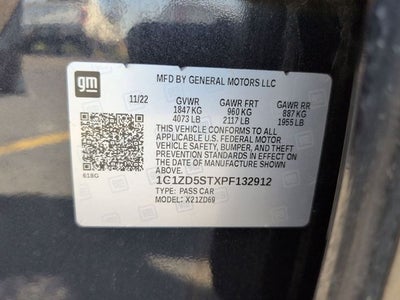 gm
MFD BY GENERAL MOTORS LLC
11/22 GVWR GAWR FRT GAWR RR
1847 KG 960 KG 887 KG
4073 LB 2117 LB 1955 LB
THIS VEHICLE CONFORMS TO ALL
APPLICABLE U.S. FEDERAL MOTOR
VEHICLE SAFETY, BUMPER, AND THEFT
PREVENTION STANDARDS IN EFFECT ON THE
DATE OF MANUFACTURE SHOWN
ABOVE.
618G
1C1ZD5STXPF132912
TYPE: PASS CAR
MODEL: X21ZD69